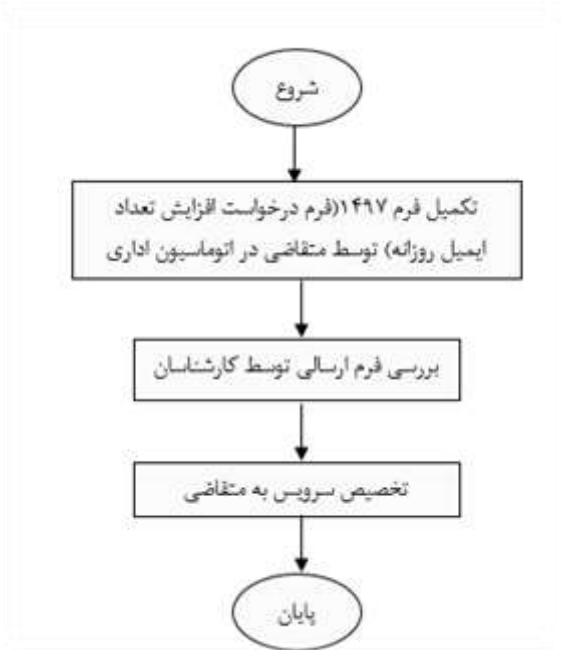 شروع
تکمیل فرم ۱۴۹۷(فرم درخواست افزایش تعداد
ایمیل روزانه) توسط متقاضی در اتوماسیون اداری
بررسی فرم ارسالی توسط کارشناسان
تخصیص سرویس به متقاضی
پایان